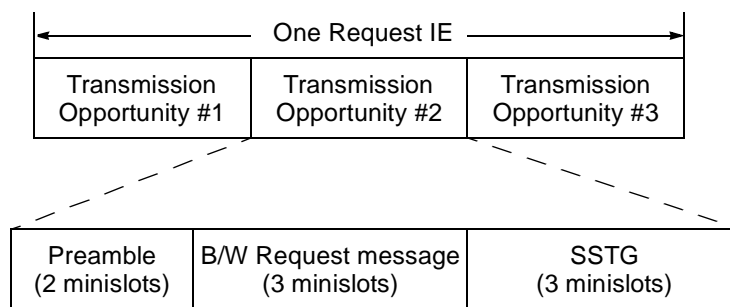 One Request IE
Transmission
Opportunity #1
Transmission
Opportunity #2
Transmission
Opportunity #3
Preamble
(2 minislots)
B/W Request message
(3 minislots)
SSTG
(3 minislots)